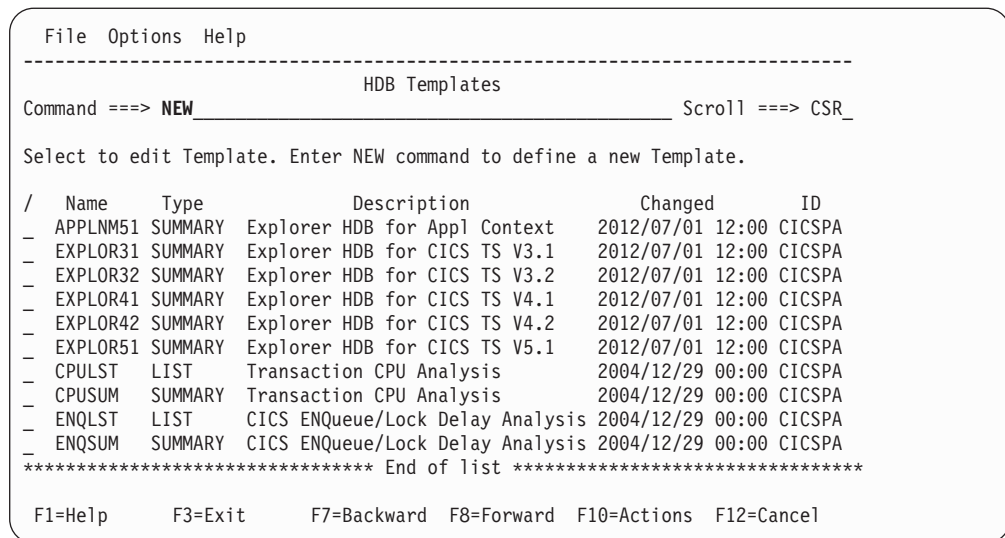 File  Options  Help
-------------------------------------------------------------------------------
HDB Templates
Command ===> NEW______________________________________________ Scroll ===> CSR_
Select to edit Template. Enter NEW command to define a new Template.
/   Name     Type              Description                   Changed        ID
_  APPLNM51 SUMMARY  Explorer HDB for Appl Context    2012/07/01 12:00 CICSPA
_  EXPLOR31 SUMMARY  Explorer HDB for CICS TS V3.1    2012/07/01 12:00 CICSPA
_  EXPLOR32 SUMMARY  Explorer HDB for CICS TS V3.2    2012/07/01 12:00 CICSPA
_  EXPLOR41 SUMMARY  Explorer HDB for CICS TS V4.1    2012/07/01 12:00 CICSPA
_  EXPLOR42 SUMMARY  Explorer HDB for CICS TS V4.2    2012/07/01 12:00 CICSPA
_  EXPLOR51 SUMMARY  Explorer HDB for CICS TS V5.1    2012/07/01 12:00 CICSPA
_  CPULST   LIST     Transaction CPU Analysis         2004/12/29 00:00 CICSPA
_  CPUSUM   SUMMARY  Transaction CPU Analysis         2004/12/29 00:00 CICSPA
_  ENQLST   LIST     CICS ENQueue/Lock Delay Analysis 2004/12/29 00:00 CICSPA
_  ENQSUM   SUMMARY  CICS ENQueue/Lock Delay Analysis 2004/12/29 00:00 CICSPA
********************************* End of list *********************************
F1=Help      F3=Exit      F7=Backward  F8=Forward  F10=Actions  F12=Cancel